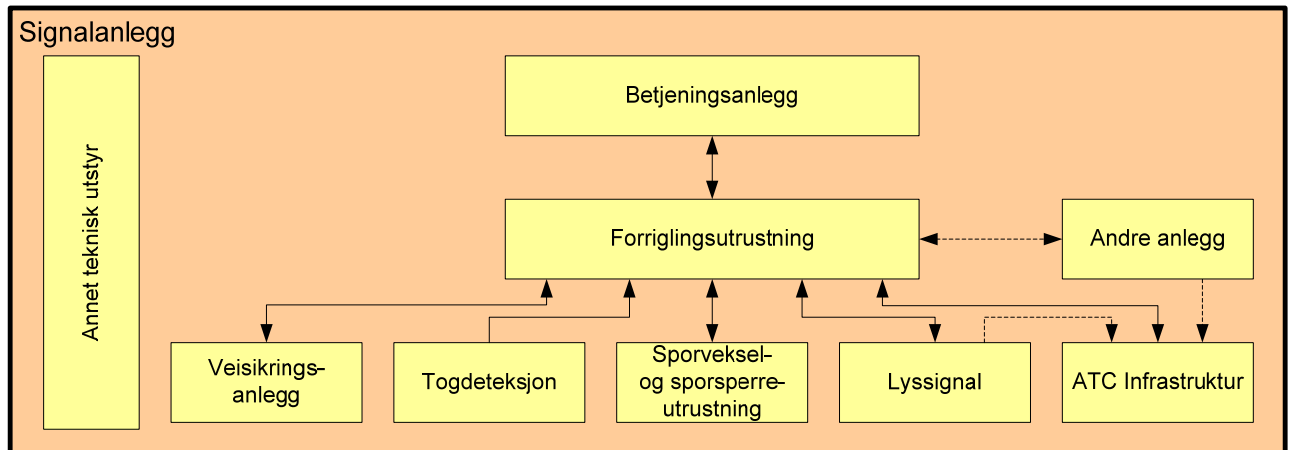 Signalanlegg
Annet teknisk utstyr
Betjeningsanlegg
Forriglingsutrustning
Andre anlegg
Veisikrings–
anlegg
Togdeteksjon
Sporveksel–
og sporsperre–
utrustning
Lyssignal
ATC Infrastruktur